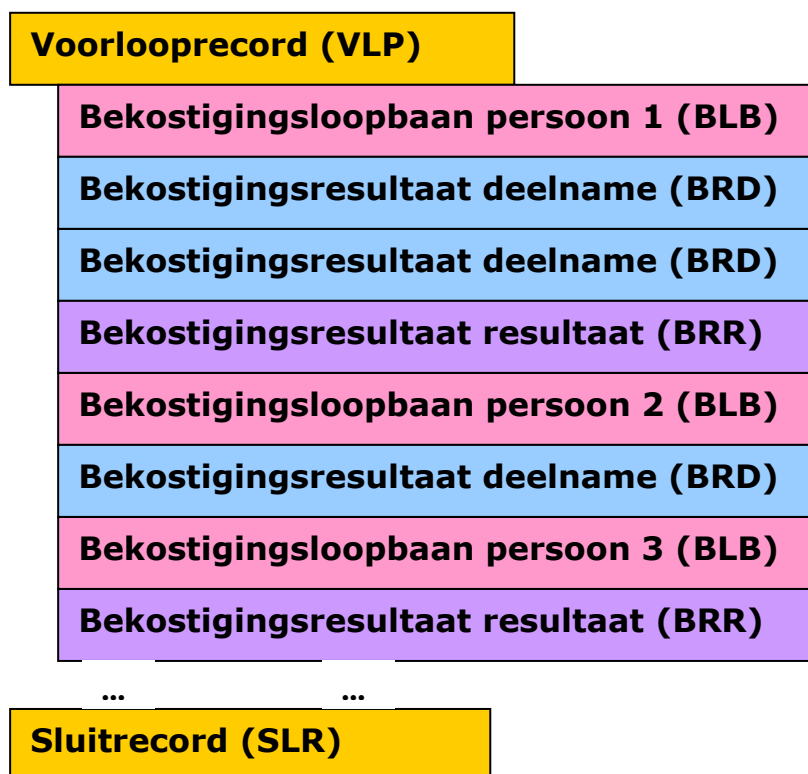 Voorlooprecord (VLP)
Bekostigingsloopbaan persoon 1 (BLB)
Bekostigingsresultaat deelname (BRD)
Bekostigingsresultaat deelname (BRD)
Bekostigingsresultaat resultaat (BRR)
Bekostigingsloopbaan persoon 2 (BLB)
Bekostigingsresultaat deelname (BRD)
Bekostigingsloopbaan persoon 3 (BLB)
Bekostigingsresultaat resultaat (BRR)
… …
Sluitrecord (SLR)